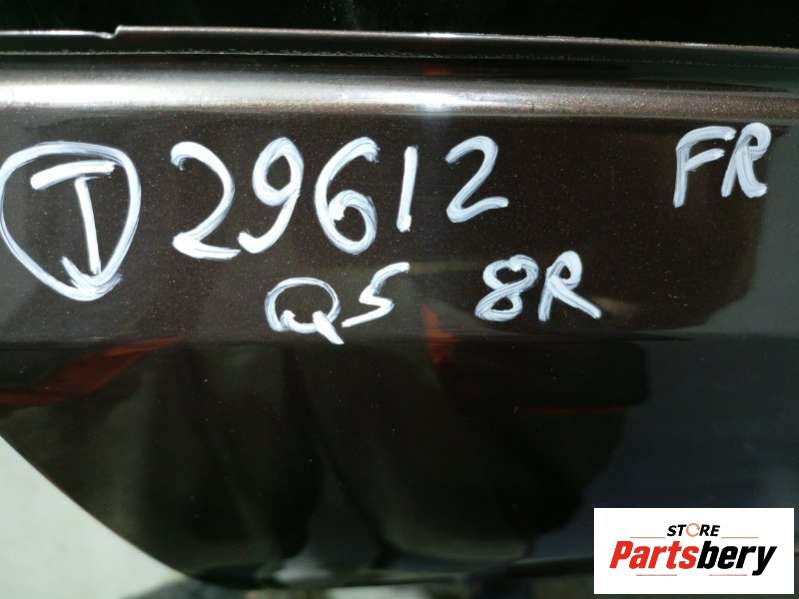 T 29612 FR
Q5 8R
STORE
Partsbery